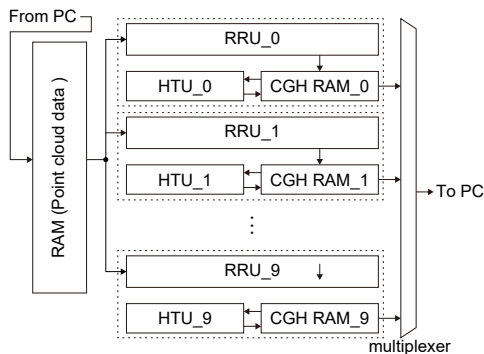 From PC
RAM (Point cloud data )
RRU_0
HTU_0
CGH RAM_0
RRU_1
HTU_1
CGH RAM_1
⋮
RRU_9
HTU_9
CGH RAM_9
To PC
multiplexer